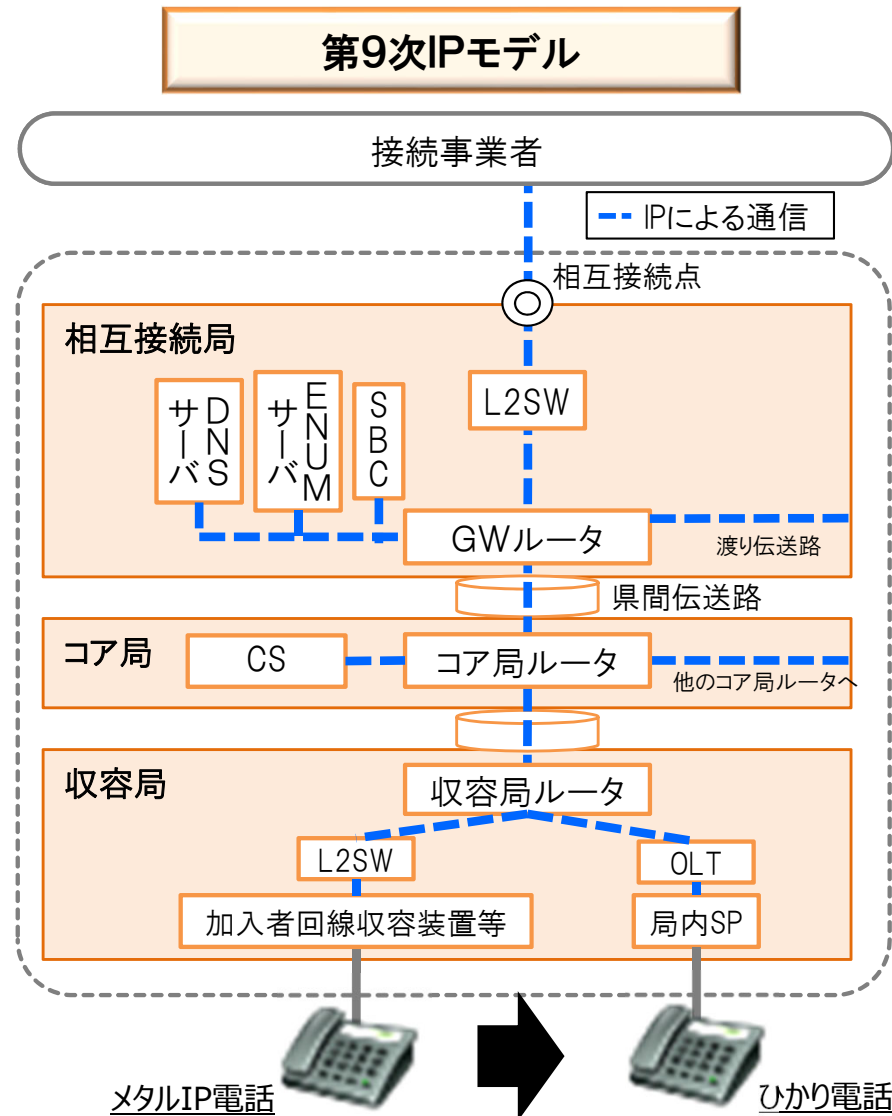 第9次IPモデル
接続事業者
IPによる通信
相互接続点
相互接続局
DNSサーバ
ENUMサーバ
SBC
L2SW
GWルータ
渡り伝送路
県間伝送路
コア局
CS
コア局ルータ
他のコア局ルータへ
収容局
収容局ルータ
L2SW
OLT
加入者回線収容装置等
局内SP
メタルIP電話
ひかり電話